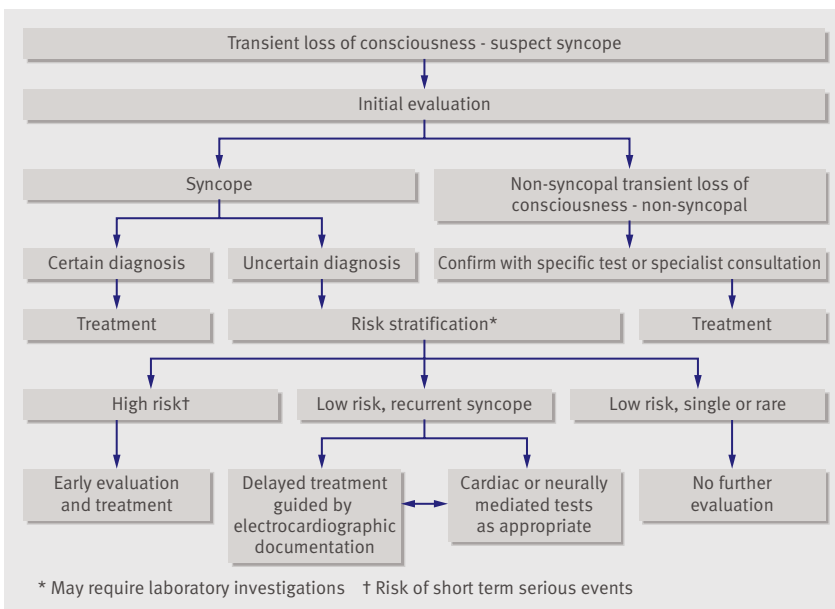 Transient loss of consciousness - suspect syncope
Initial evaluation
Syncope
Non-syncopal transient loss of
consciousness - non-syncopal
Certain diagnosis
Uncertain diagnosis
Confirm with specific test or specialist consultation
Treatment
Risk stratification*
Treatment
High risk†
Low risk, recurrent syncope
Low risk, single or rare
Early evaluation
and treatment
Delayed treatment
guided by
electrocardiographic
documentation
Cardiac or neurally
mediated tests
as appropriate
No further
evaluation
* May require laboratory investigations † Risk of short term serious events